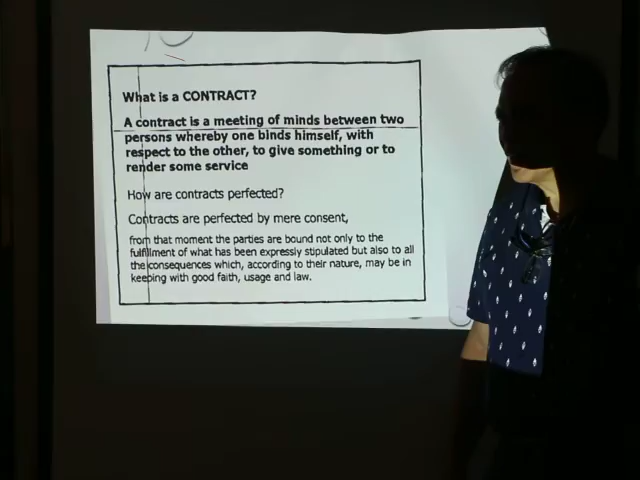 What is a CONTRACT?
A contract is a meeting of minds between two
persons whereby one binds himself, with
respect to the other, to give something or to
render some service
How are contracts perfected?
Contracts are perfected by mere consent,
from that moment the parties are bound not only to the
fulfillment of what has been expressly stipulated but also to all
the consequences which, according to their nature, may be in
keeping with good faith, usage and law.